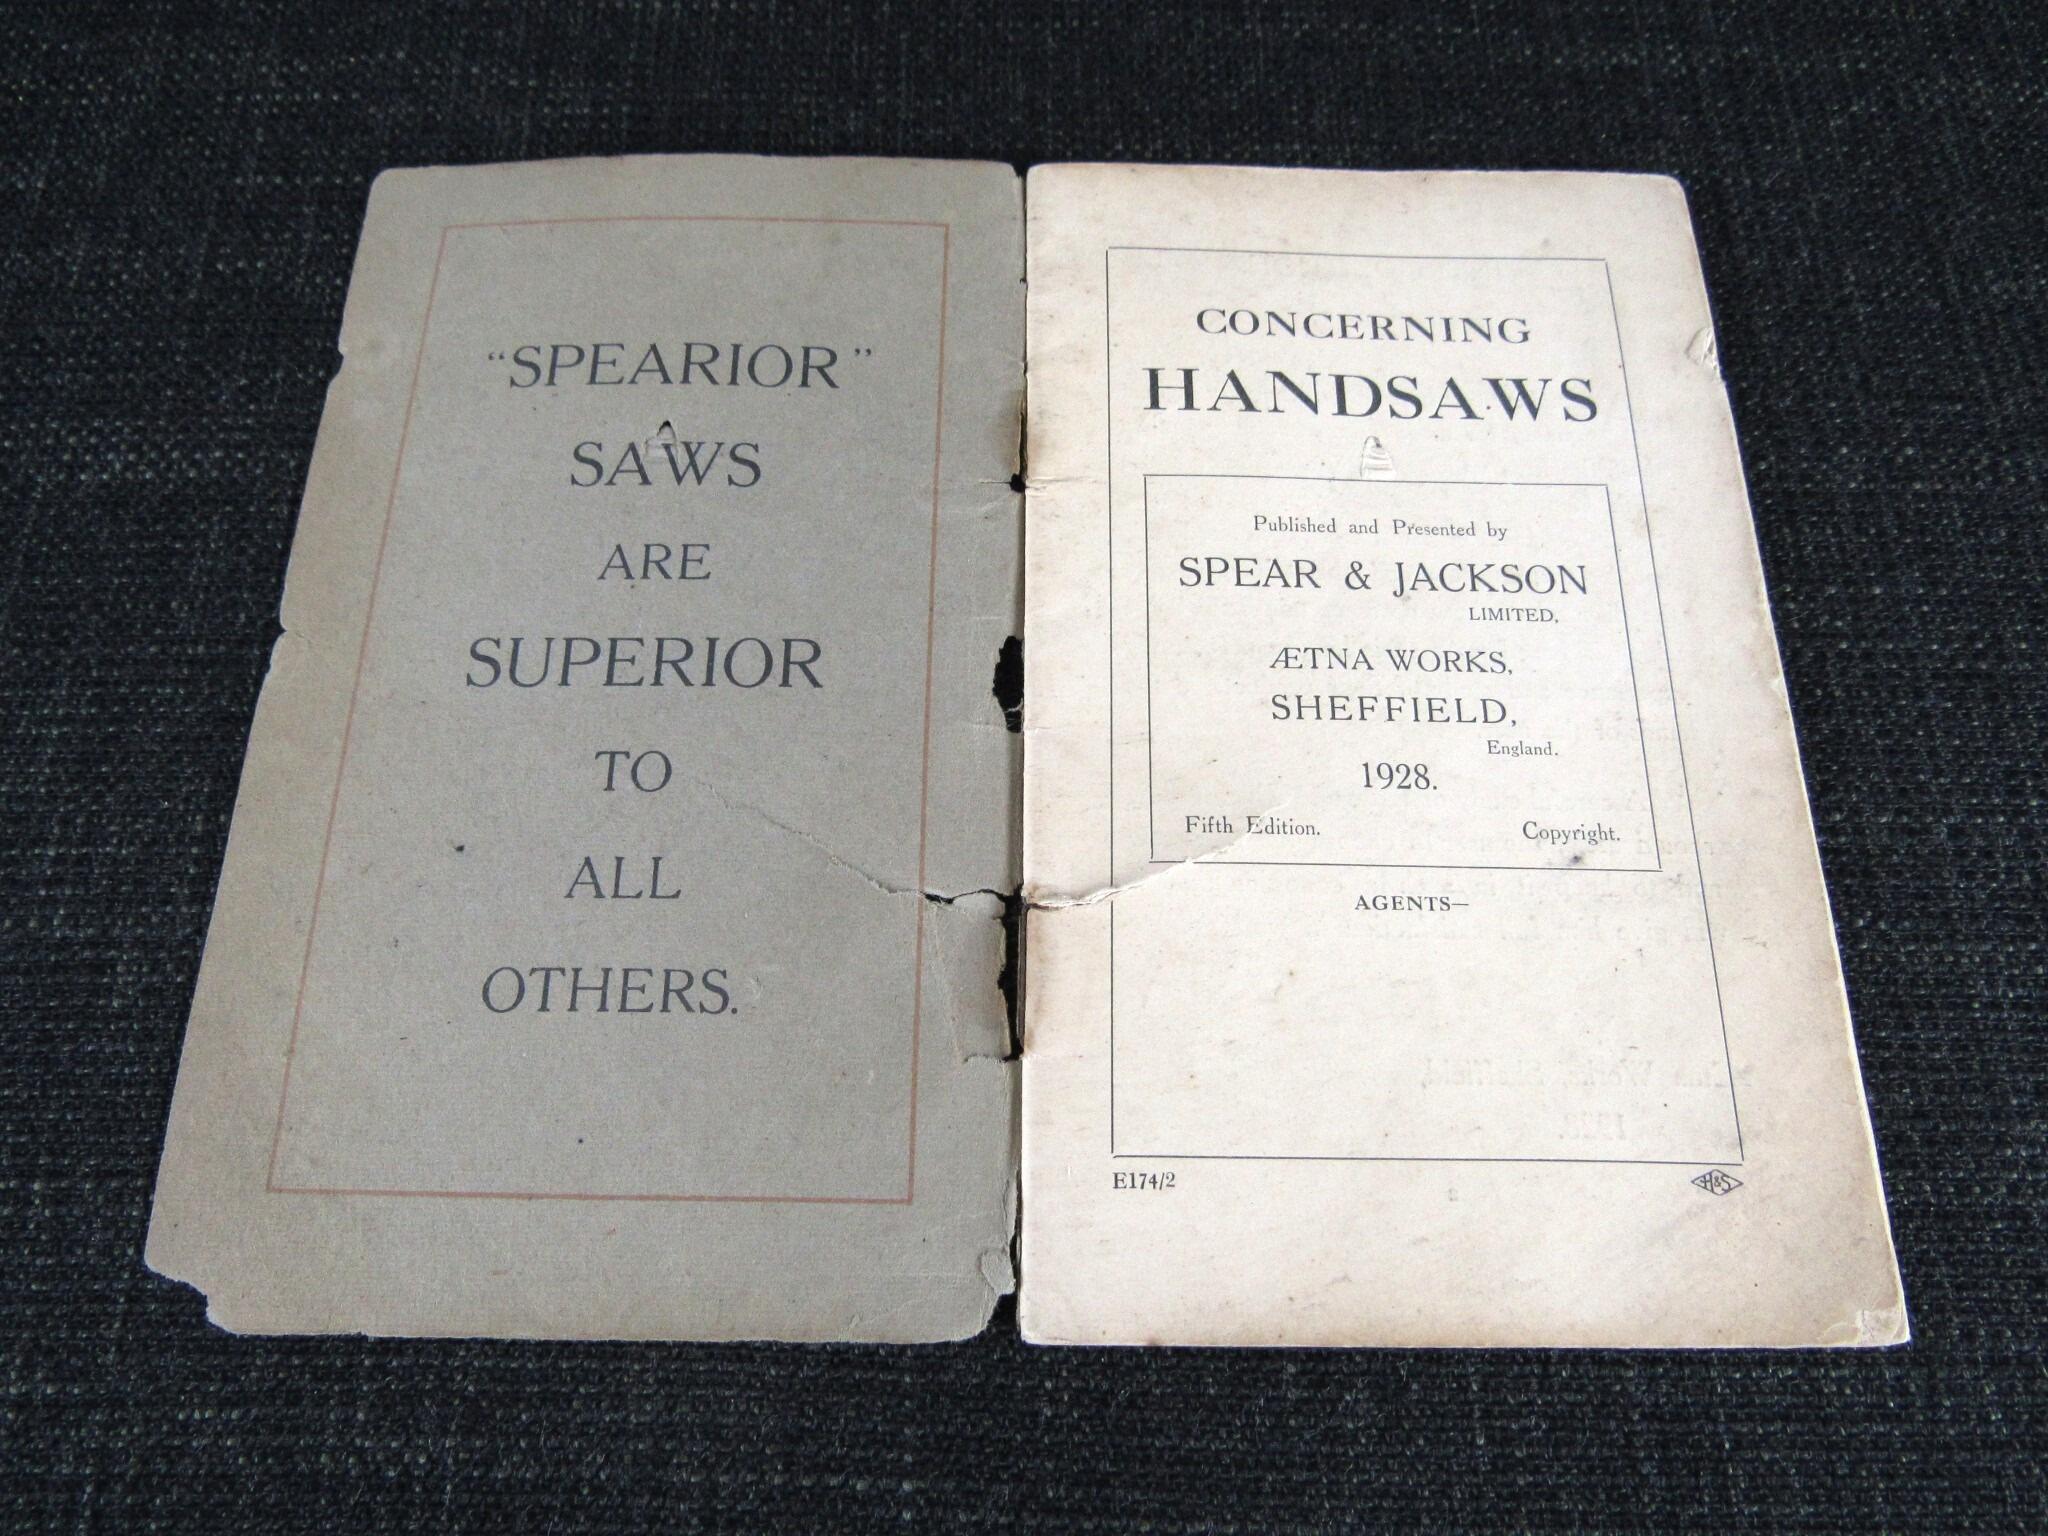 “SPEARIOR”
SAWS
ARE
SUPERIOR
TO
ALL
OTHERS.
CONCERNING
HANDSAWS
Published and Presented by
SPEAR & JACKSON
LIMITED,
ÆTNA WORKS,
SHEFFIELD,
England.
1928.
Fifth Edition. Copyright.
AGENTS—
E174/2 H&S